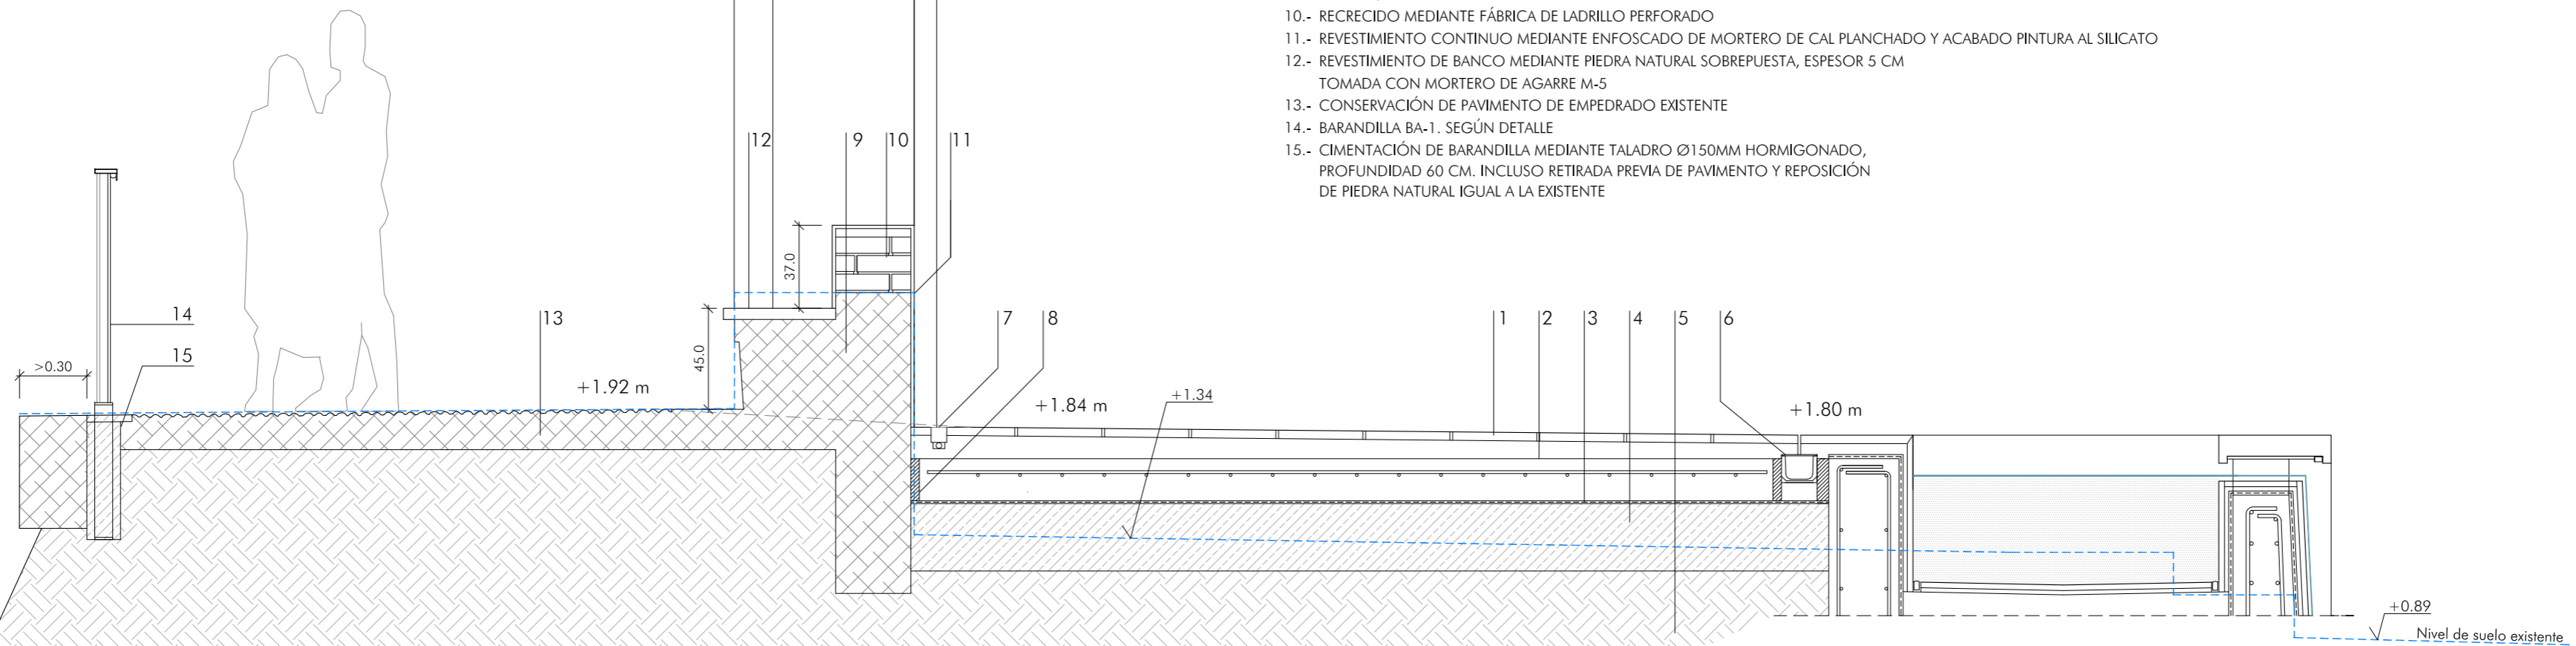 10.- RECRECIDO MEDIANTE FÁBRICA DE LADRILLO PERFORADO
11.- REVESTIMIENTO CONTINUO MEDIANTE ENFOSCADO DE MORTERO DE CAL PLANCHADO Y ACABADO PINTURA AL SILICATO
12.- REVESTIMIENTO DE BANCO MEDIANTE PIEDRA NATURAL SOBREPUESTA, ESPESOR 5 CM
TOMADA CON MORTERO DE AGARRE M-5
13.- CONSERVACIÓN DE PAVIMENTO DE EMPEDRADO EXISTENTE
14.- BARANDILLA BA-1. SEGÚN DETALLE
15.- CIMENTACIÓN DE BARANDILLA MEDIANTE TALADRO Ø150MM HORMIGONADO,
PROFUNDIDAD 60 CM. INCLUSO RETIRADA PREVIA DE PAVIMENTO Y REPOSICIÓN
DE PIEDRA NATURAL IGUAL A LA EXISTENTE
12 9 10 11
37.0
14
13
7 8 1 2 3 4 5 6
15
45.0
>0.30
+1.92 m
+1.34
+1.84 m
+1.80 m
+0.89
Nivel de suelo existente